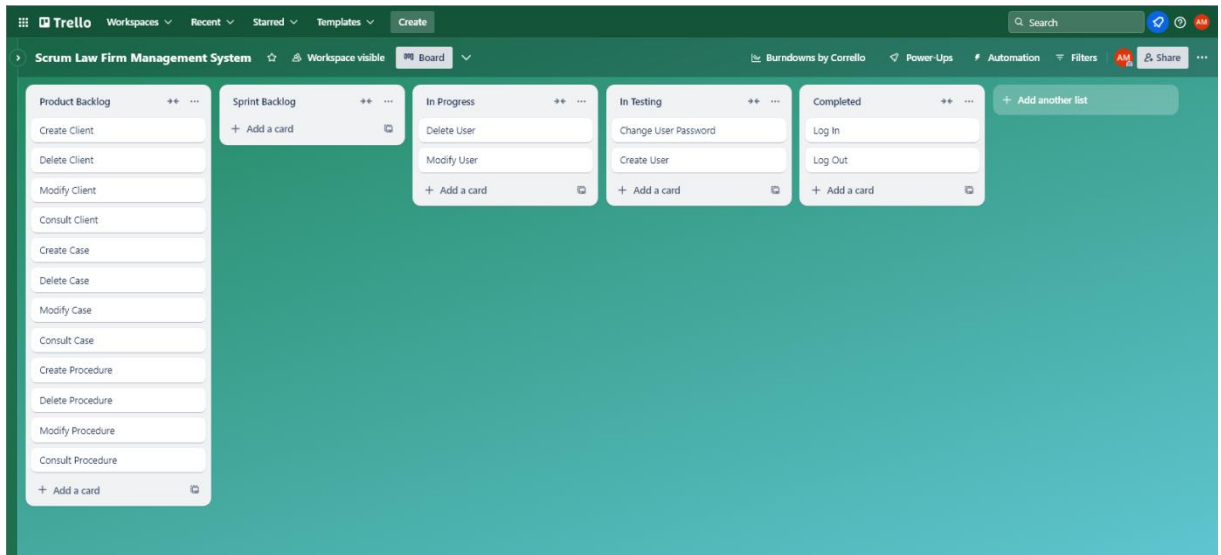 Trello Workspaces Recent Starred Templates Create Search AM
Scrum Law Firm Management System Workspace visible Board Burndowns by Corrello Power-Ups Automation Filters AM Share
Product Backlog
Create Client
Delete Client
Modify Client
Consult Client
Create Case
Delete Case
Modify Case
Consult Case
Create Procedure
Delete Procedure
Modify Procedure
Consult Procedure
+ Add a card
Sprint Backlog
+ Add a card
In Progress
Delete User
Modify User
+ Add a card
In Testing
Change User Password
Create User
+ Add a card
Completed
Log In
Log Out
+ Add a card
+ Add another list